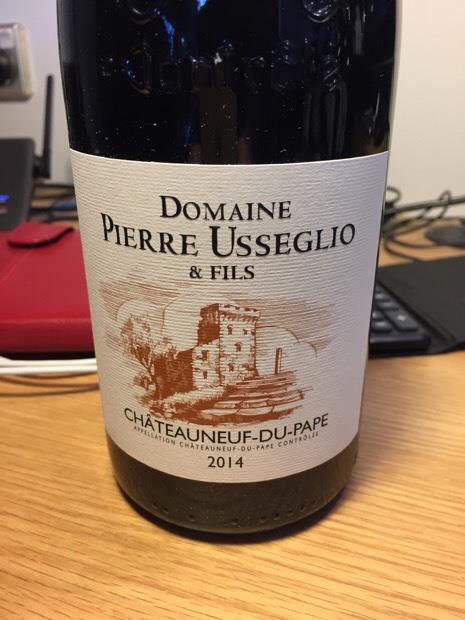 DOMAINE
PIERRE USSEGLIO
& FILS
CHÂTEAUNEUF-DU-PAPE
APPELLATION CHÂTEAUNEUF-DU-PAPE CONTRÔLÉE
2014